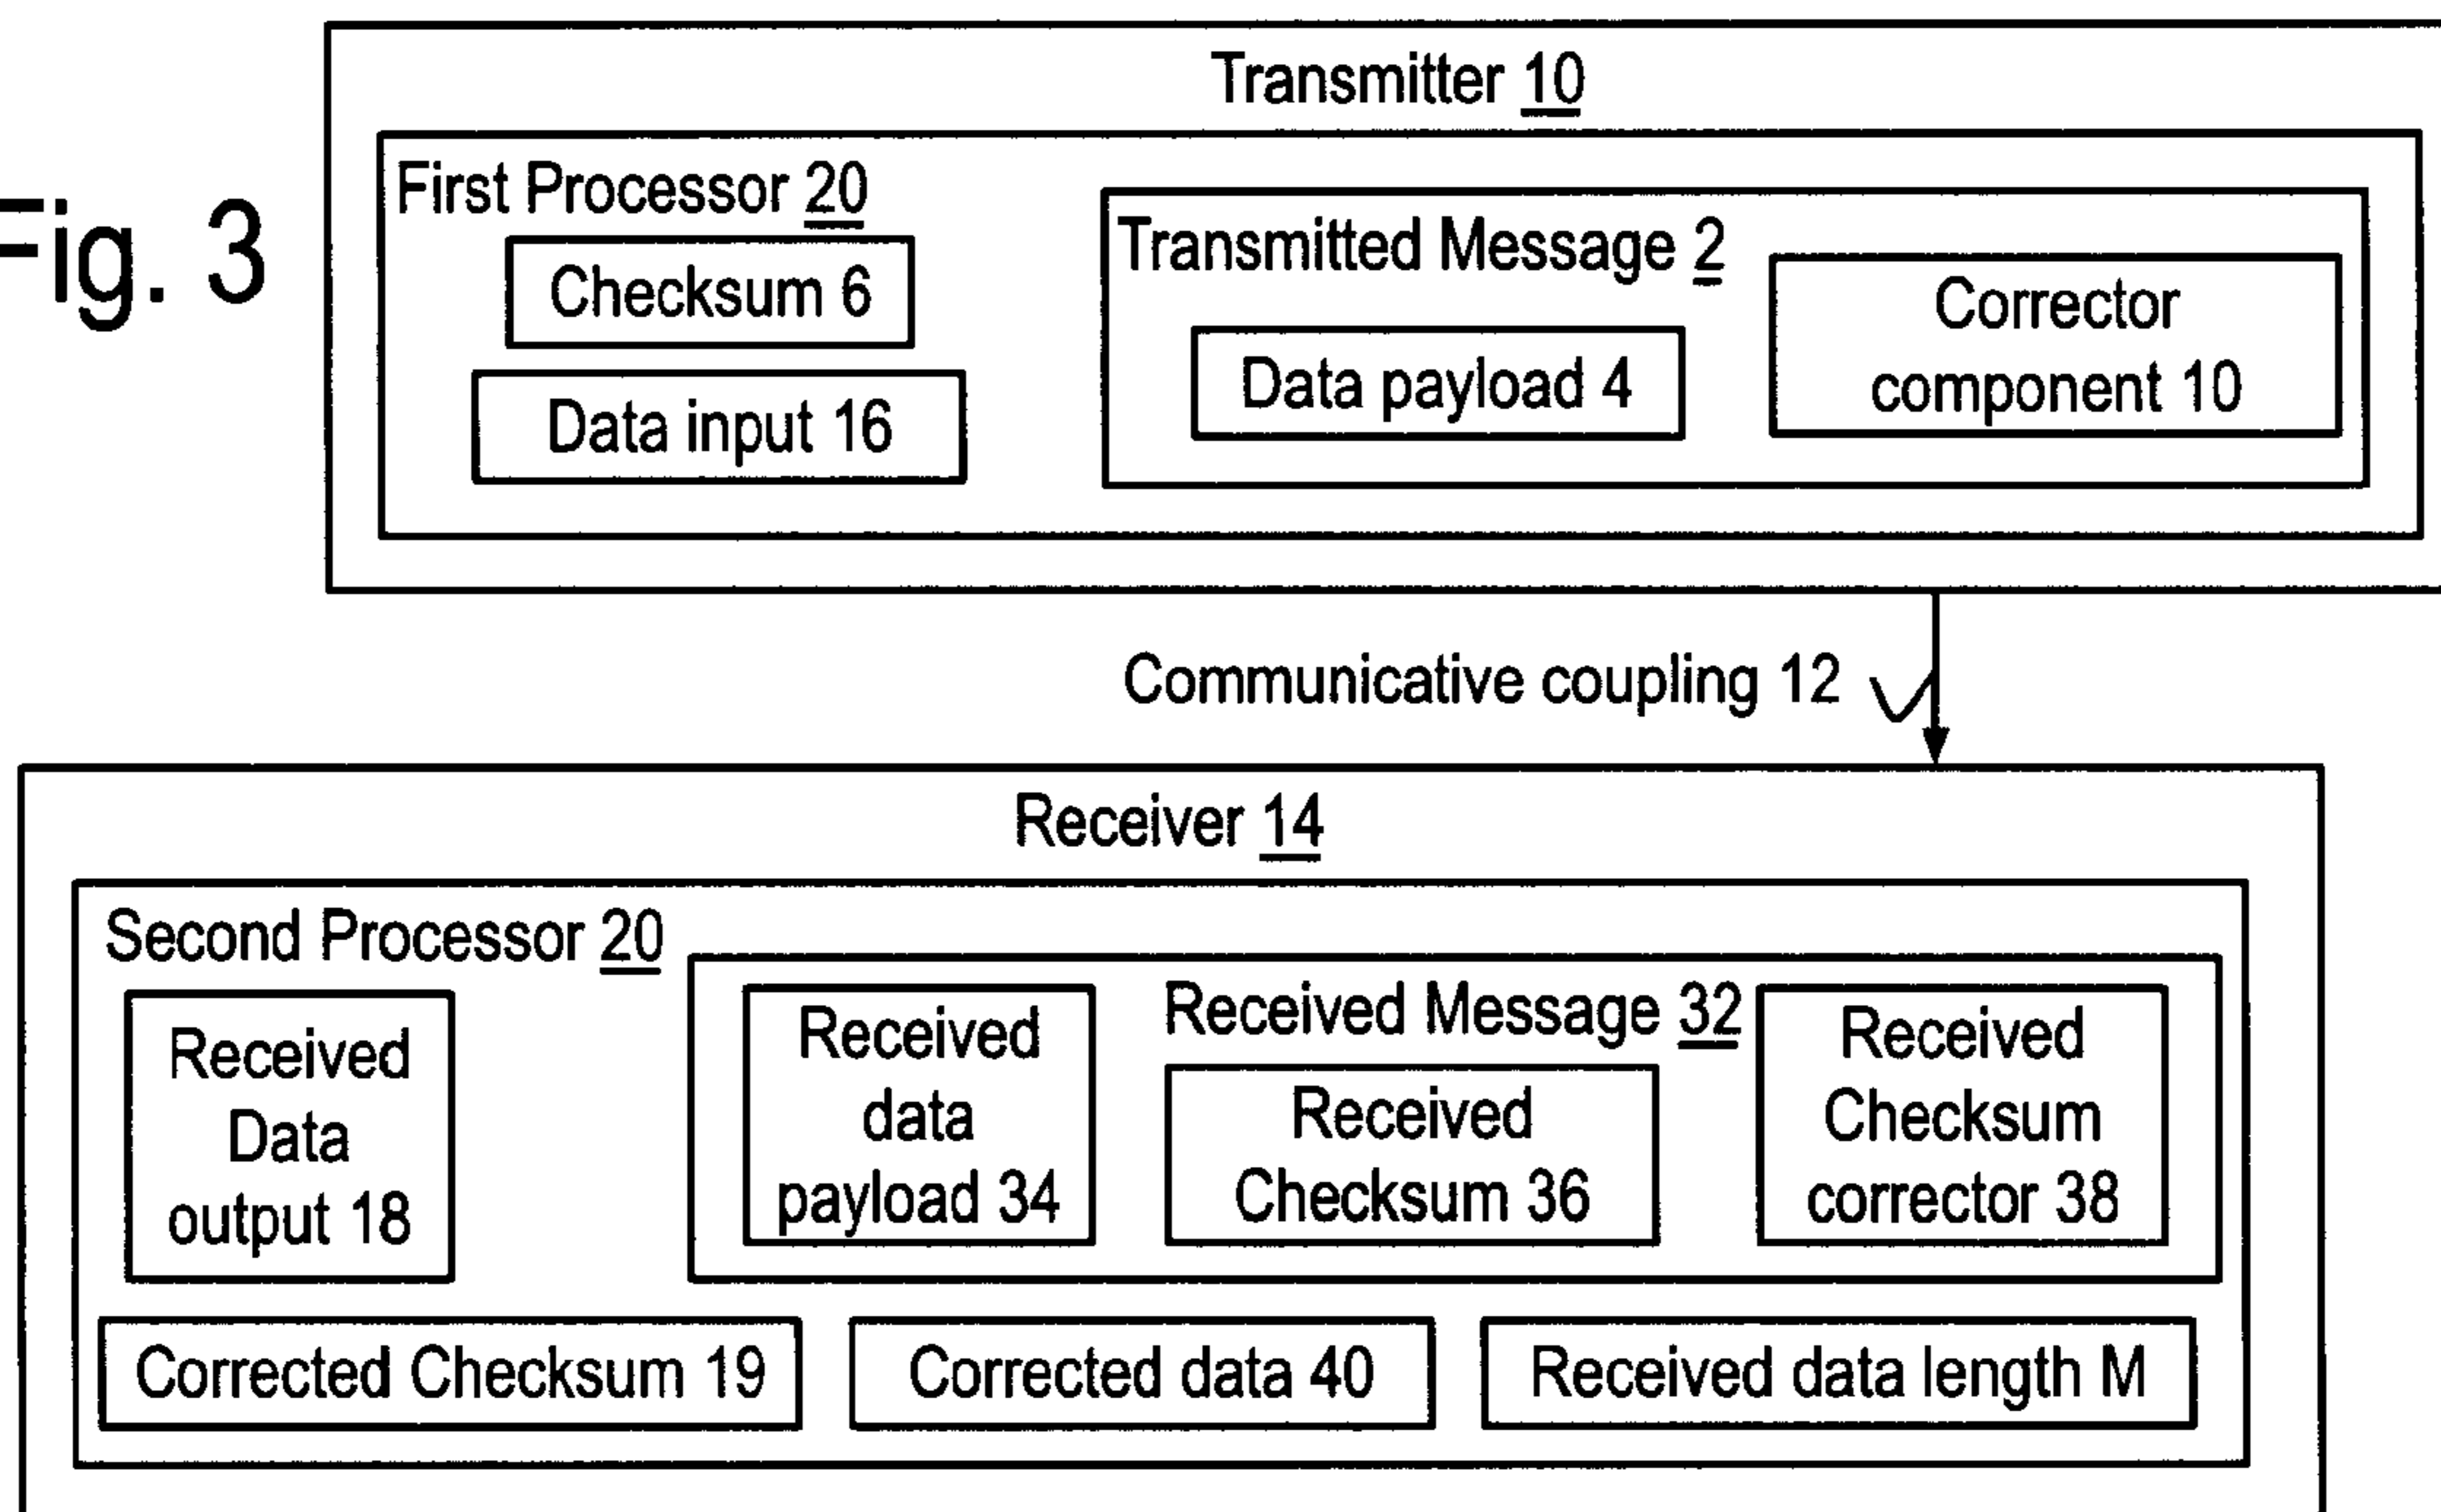 Fig. 3
Transmitter 10
First Processor 20
Checksum 6
Data input 16
Transmitted Message 2
Data payload 4
Corrector
component 10
Communicative coupling 12
Receiver 14
Second Processor 20
Received
Data
output 18
Received
data
payload 34
Received Message 32
Received
Checksum 36
Received
Checksum
corrector 38
Corrected Checksum 19
Corrected data 40
Received data length M